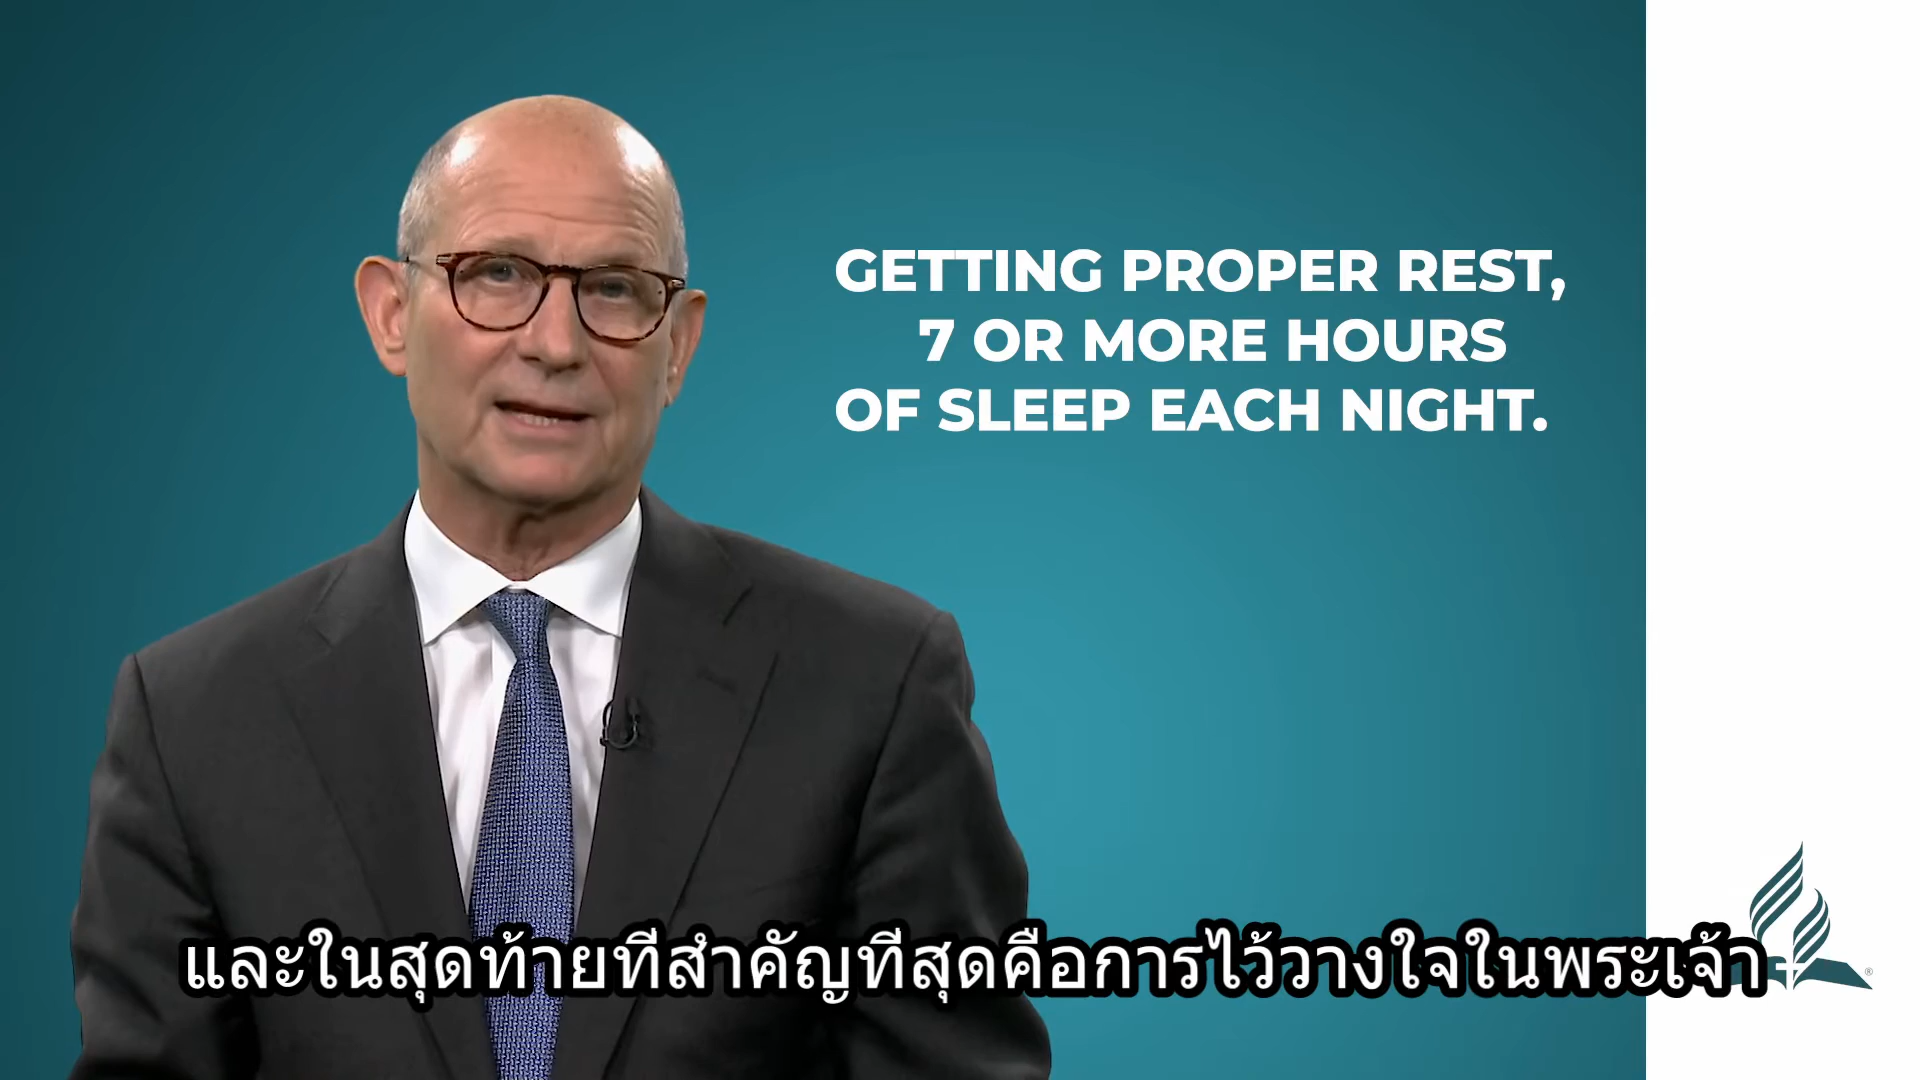 GETTING PROPER REST,
7 OR MORE HOURS
OF SLEEP EACH NIGHT.
และในสุดท้ายที่สำคัญที่สุดคือการไว้วางใจในพระเจ้า
®